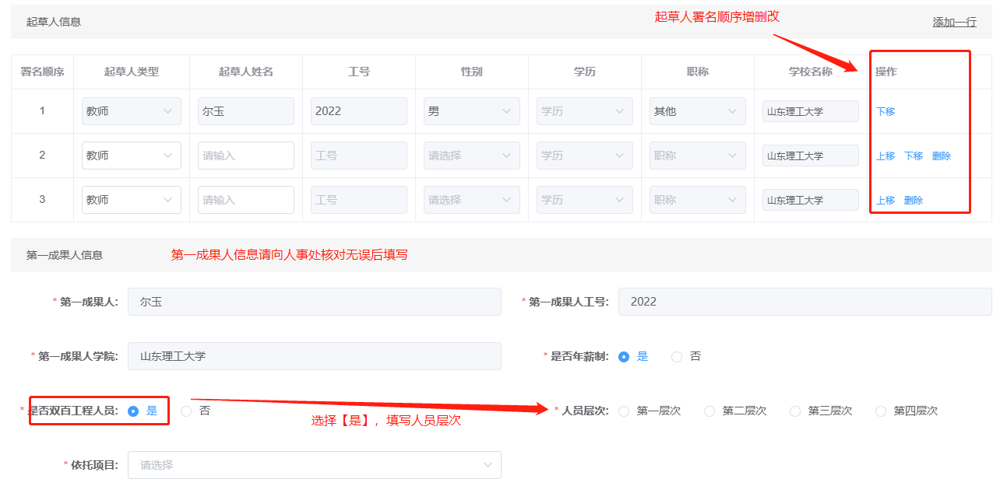 起草人信息
起草人署名顺序增删改
添加一行
署名顺序 起草人类型 起草人姓名 工号 性别 学历 职称 学校名称 操作
1 教师 尔玉 2022 男 学历 其他 山东理工大学 下移
2 教师 请输入 工号 请选择 学历 职称 山东理工大学 上移 下移 删除
3 教师 请输入 工号 请选择 学历 职称 山东理工大学 上移 删除
第一成果人信息 第一成果人信息请向人事处核对无误后填写
* 第一成果人: 尔玉 * 第一成果人工号: 2022
* 第一成果人学院: 山东理工大学 * 是否年薪制: 是 否
* 是否双百工程人员: 是 否 * 人员层次: 第一层次 第二层次 第三层次 第四层次
选择【是】，填写人员层次
* 依托项目: 请选择